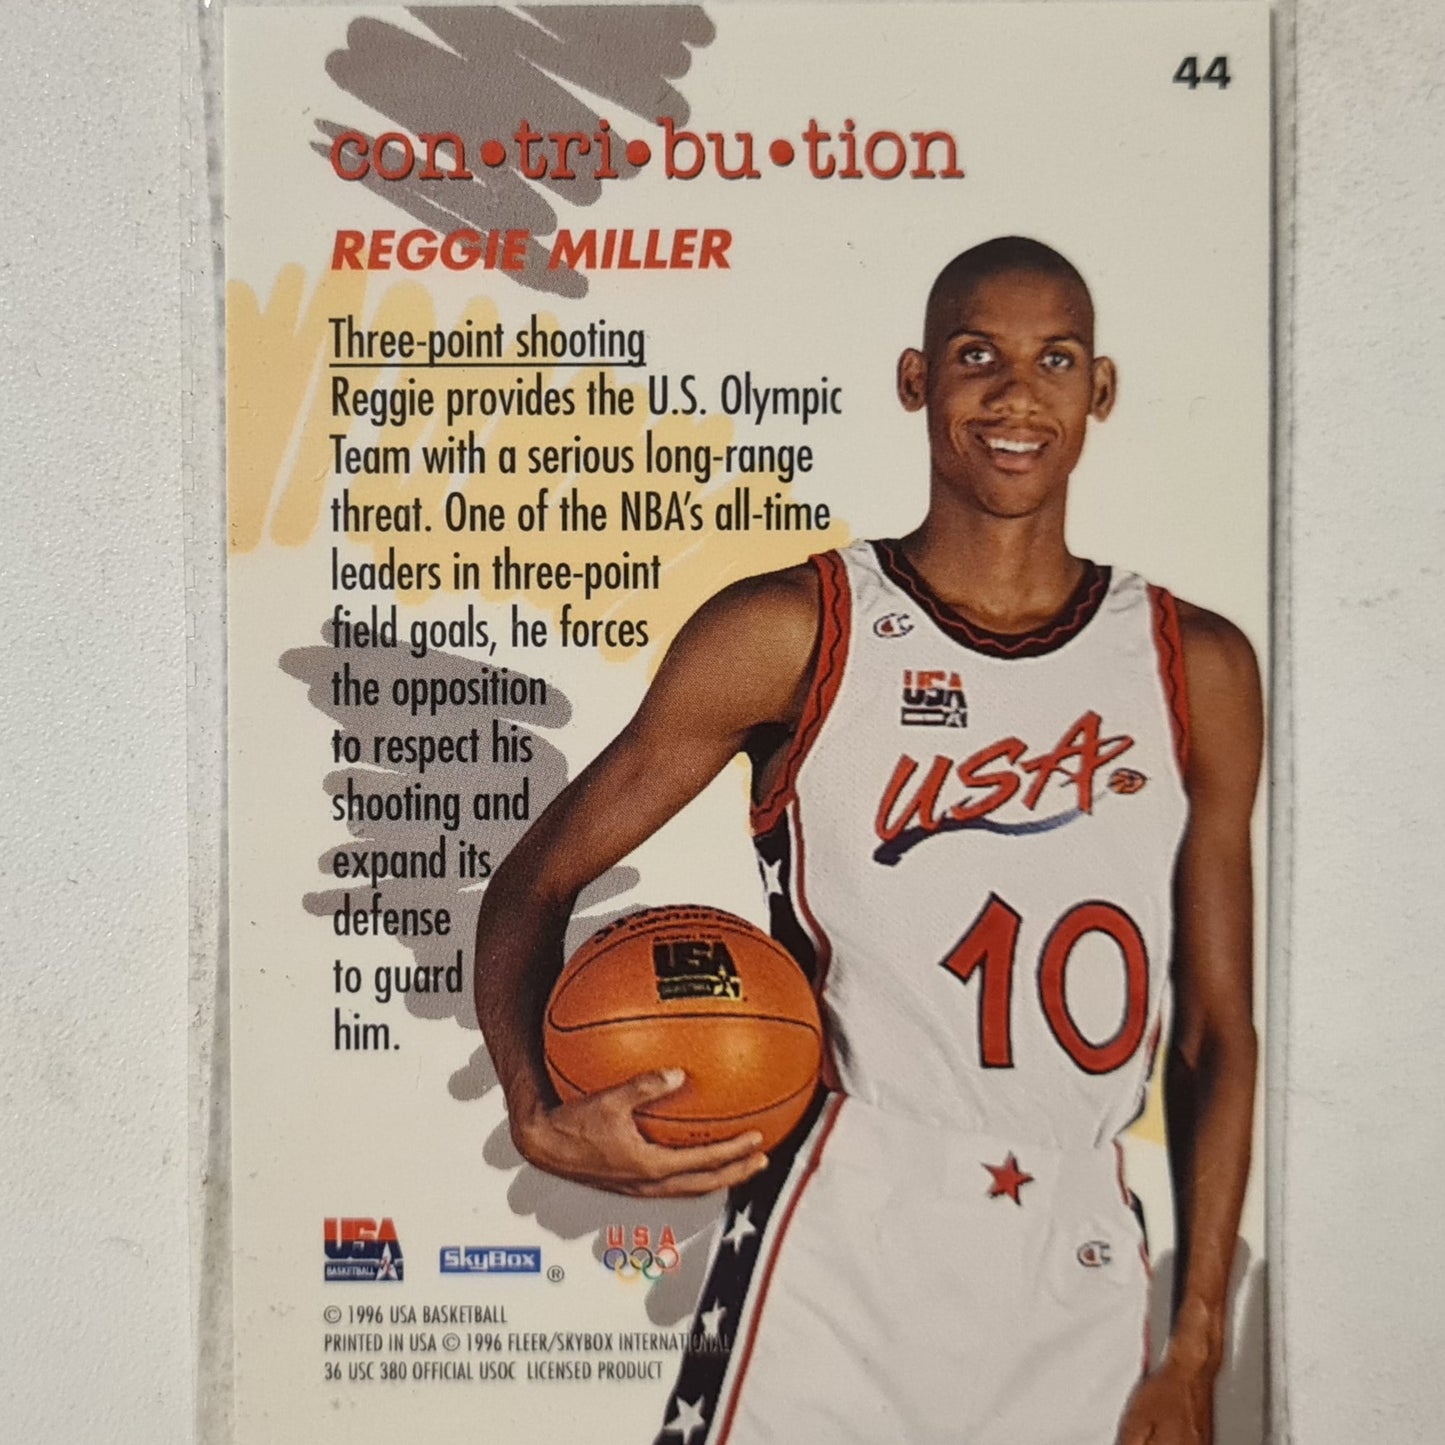 44
con•tri•bu•tion
REGGIE MILLER
Three-point shooting
Reggie provides the U.S. Olympic
Team with a serious long-range
threat. One of the NBA's all-time
leaders in three-point
field goals, he forces
the opposition
to respect his
shooting and
expand its
defense
to guard
him.
USA
USA
10
USA
USA
BASKETBALL
SkyBox ®
USA
© 1996 USA BASKETBALL
PRINTED IN USA © 1996 FLEER/SKYBOX INTERNATIONAL
36 USC 380 OFFICIAL USOC LICENSED PRODUCT